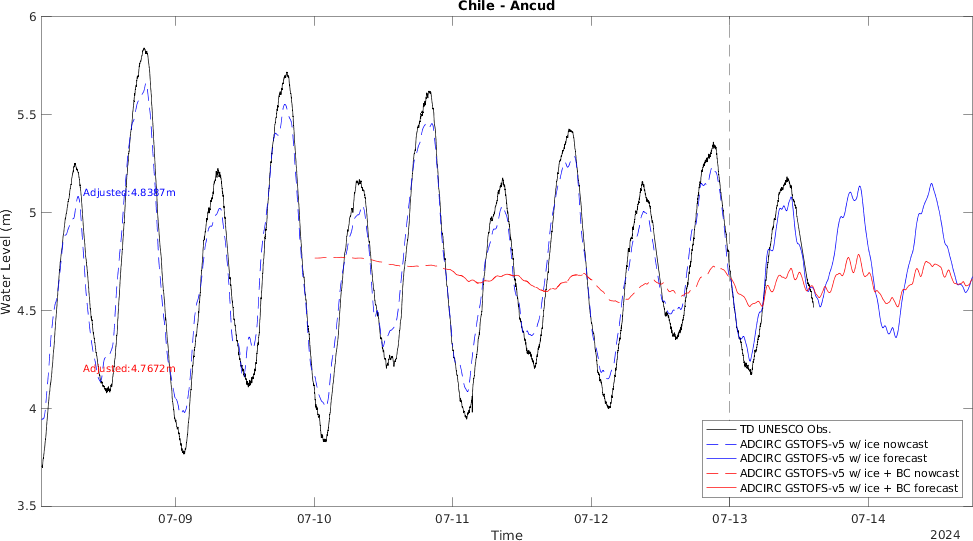 Chile - Ancud
6
5.5
5
4.5
4
3.5
Water Level (m)
Adjusted:4.8387m
Adjusted:4.7672m
TD UNESCO Obs.
ADCIRC GSTOFS-v5 w/ ice nowcast
ADCIRC GSTOFS-v5 w/ ice forecast
ADCIRC GSTOFS-v5 w/ ice + BC nowcast
ADCIRC GSTOFS-v5 w/ ice + BC forecast
07-09
07-10
07-11
07-12
07-13
07-14
Time
2024